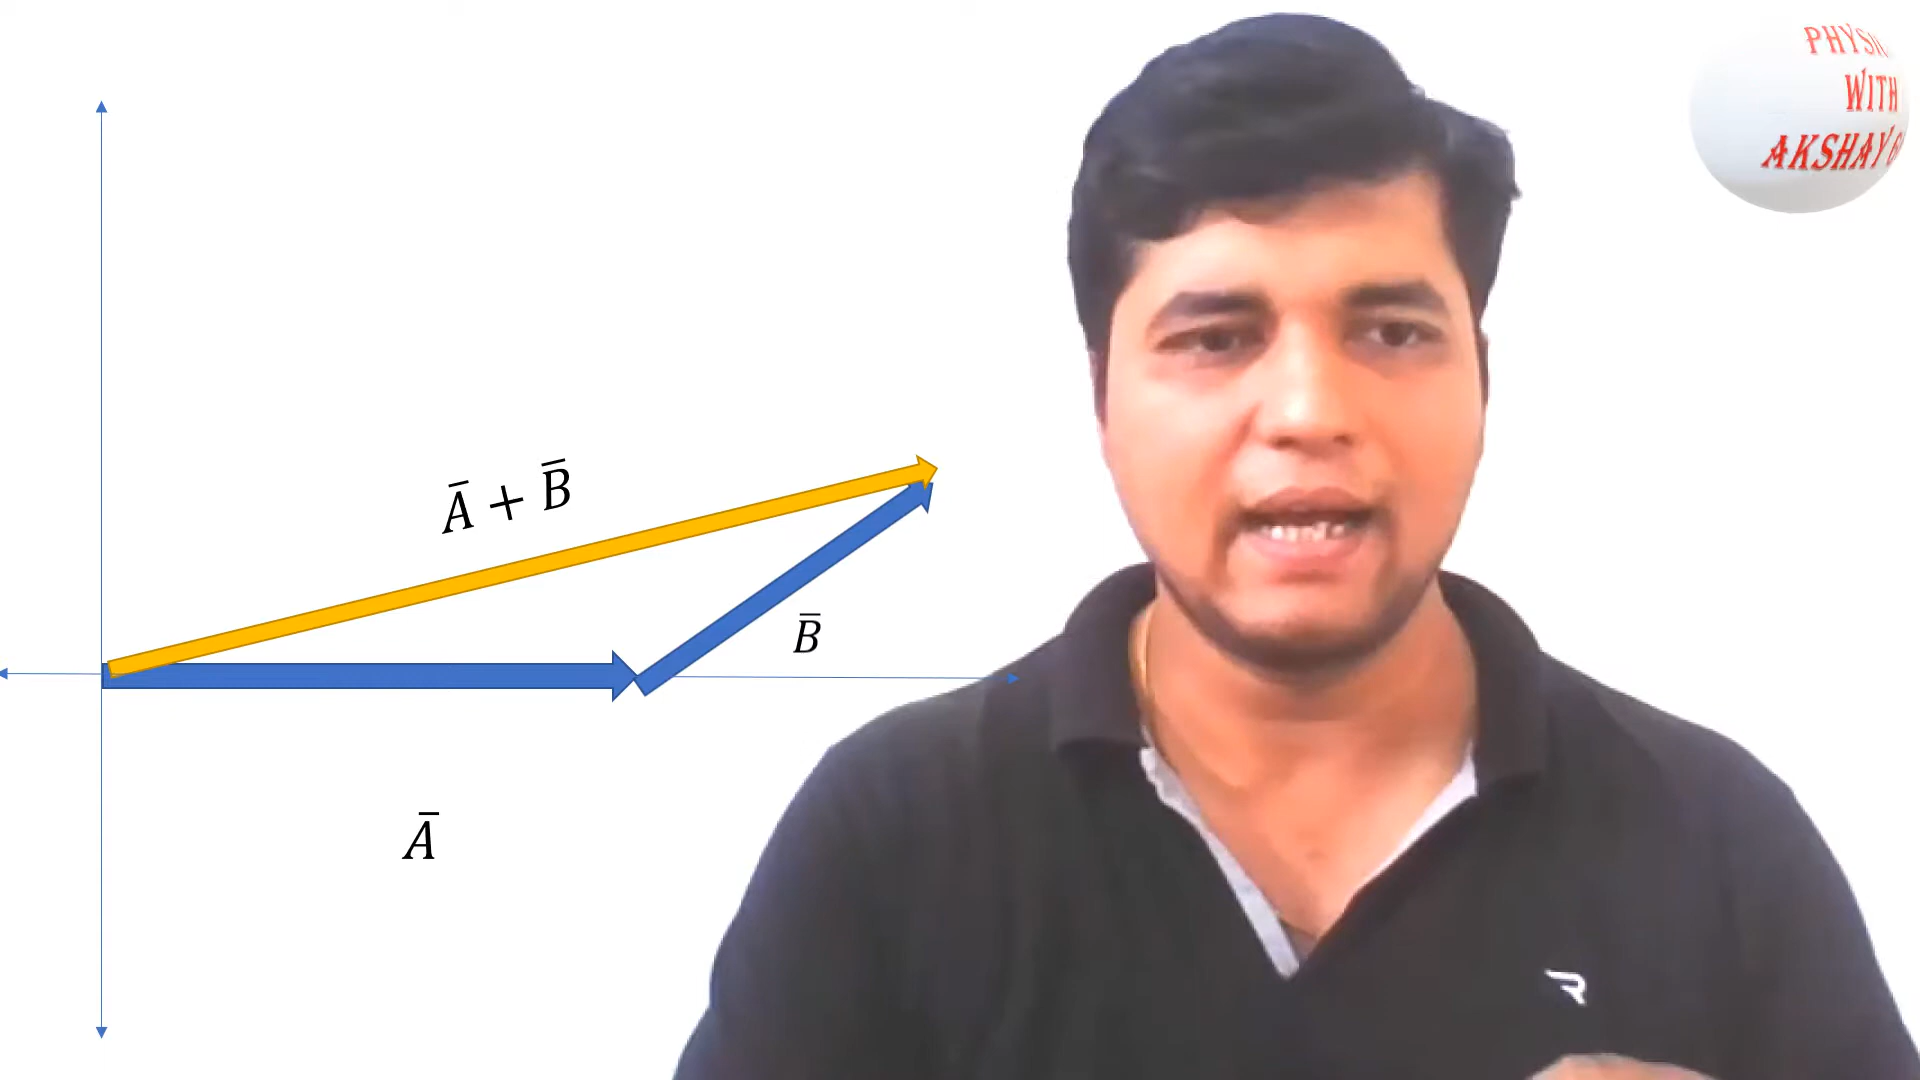 PHYSI
WITH
AKSHAY G
A̅ + B̅
B̅
A̅